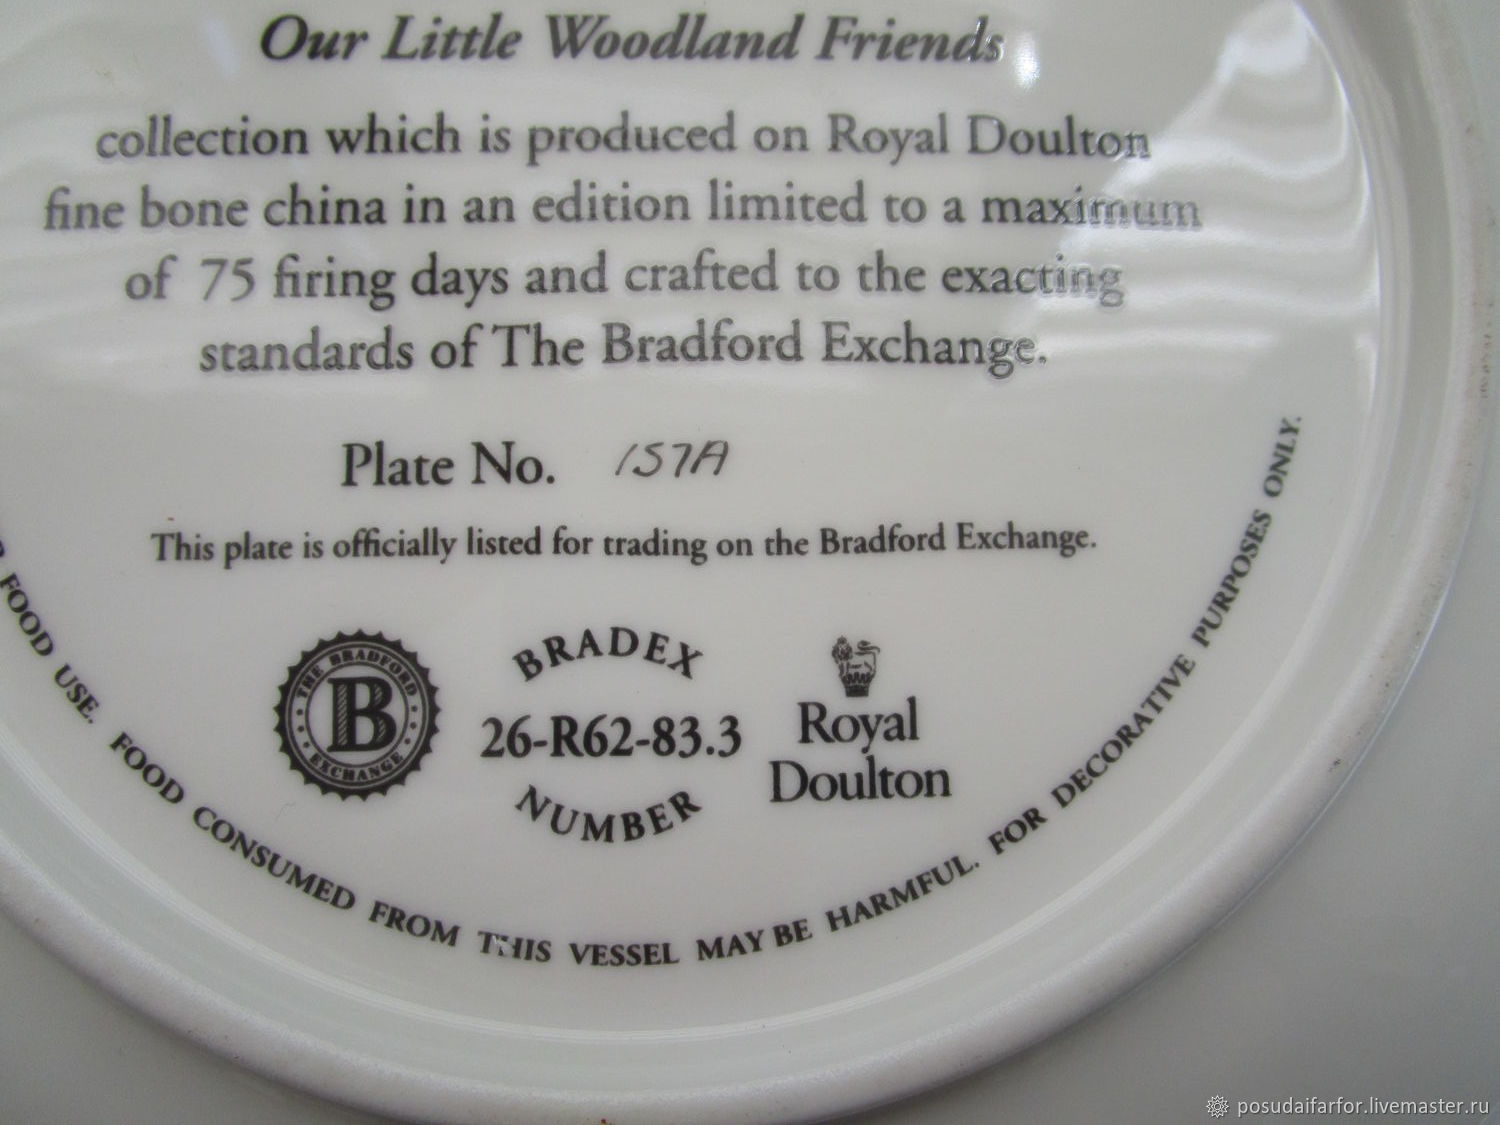 Our Little Woodland Friends
collection which is produced on Royal Doulton
fine bone china in an edition limited to a maximum
of 75 firing days and crafted to the exacting
standards of The Bradford Exchange.
Plate No. 157A
This plate is officially listed for trading on the Bradford Exchange.
THE BRADFORD
B
EXCHANGE
BRADEX
26-R62-83.3
NUMBER
Royal
Doulton
FOOD USE. FOOD CONSUMED FROM THIS VESSEL MAY BE HARMFUL. FOR DECORATIVE PURPOSES ONLY.
posudaifarfor.livemaster.ru